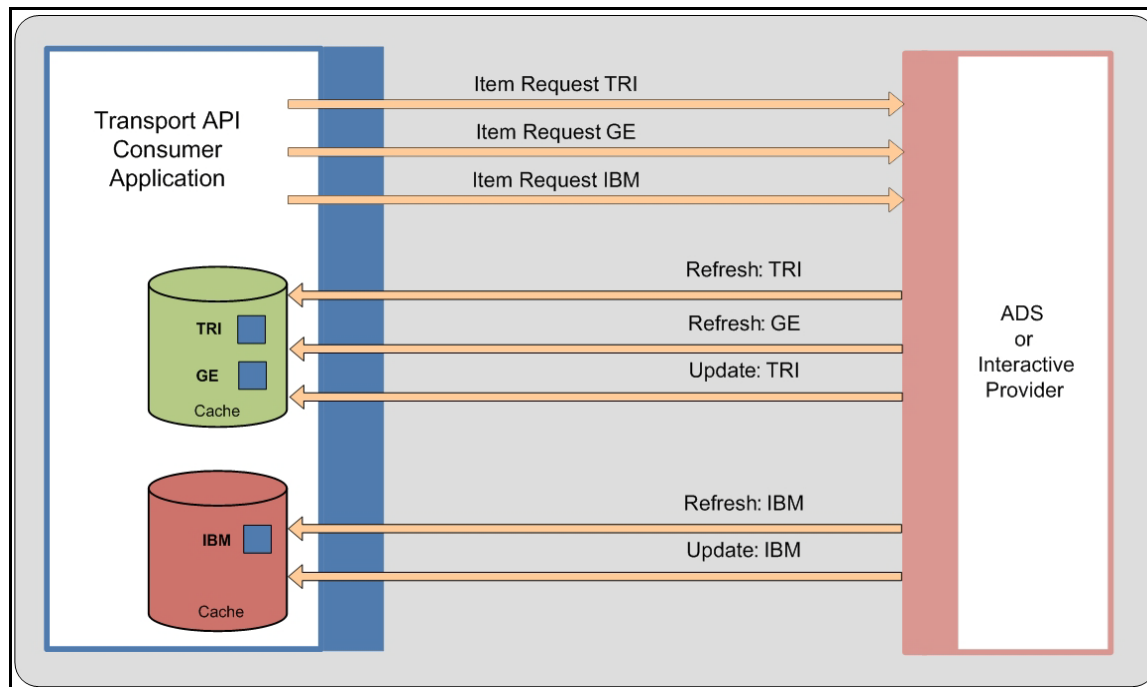 Item Request TRI
Transport API
Consumer
Application
Item Request GE
Item Request IBM
Refresh: TRI
TRI
Refresh: GE
GE
Update: TRI
Cache
ADS
or
Interactive
Provider
Refresh: IBM
IBM
Update: IBM
Cache